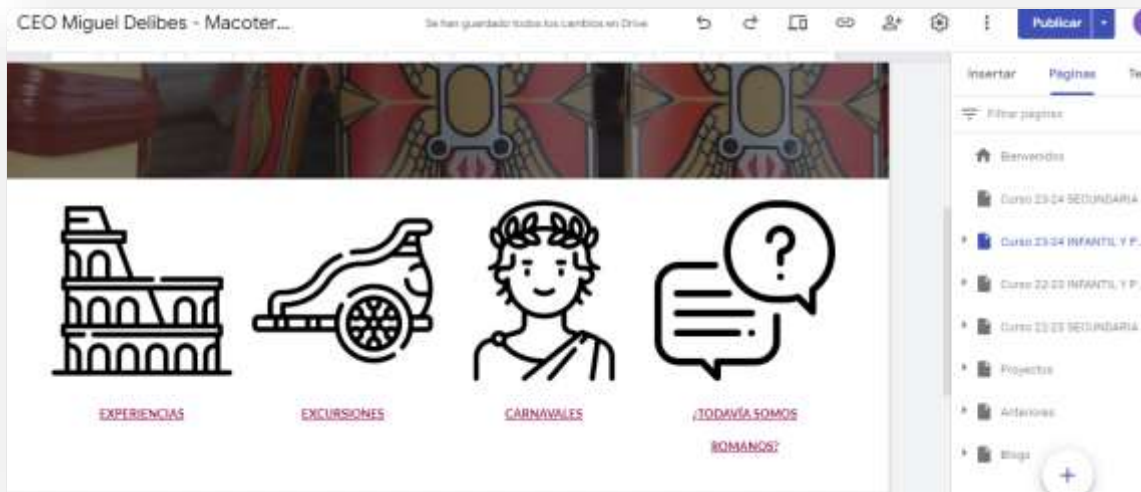 CEO Miguel Delibes - Macoter...
Se han guardado todos los cambios en Drive
Publicar
Insertar
Páginas
Te
Filtrar páginas
Bienvenidos
Curso 23-24 SECUNDARIA
Curso 23-24 INFANTIL Y P...
Curso 22-23 INFANTIL Y P...
Curso 22-23 SECUNDARIA
Proyectos
Anteriores
Blogs
EXPERIENCIAS
EXCURSIONES
CARNAVALES
¿TODAVÍA SOMOS
ROMANOS?